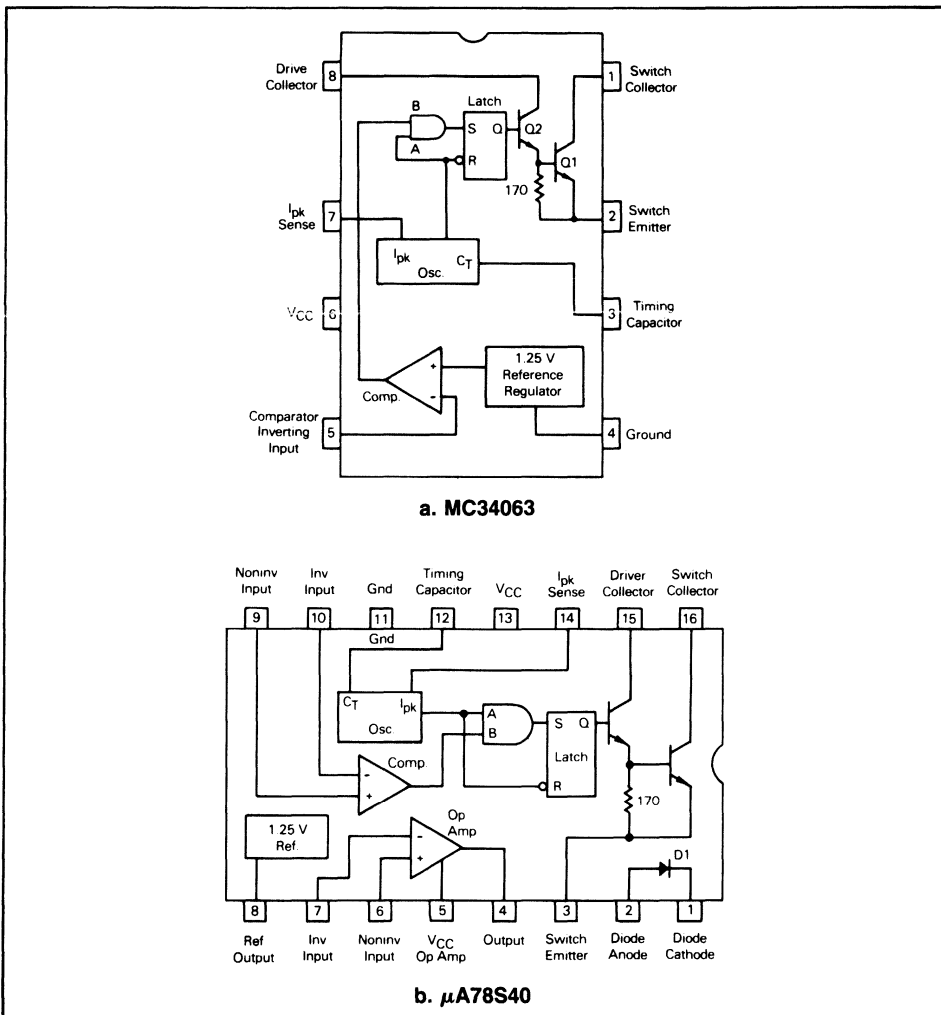 Drive
Collector
8
1
Switch
Collector
B
A
Latch
S
Q
R
Q2
Q1
170
Ipk
Sense
7
2
Switch
Emitter
Ipk
CT
Osc.
VCC
6
3
Timing
Capacitor
1.25 V
Reference
Regulator
+
-
Comp.
Comparator
Inverting
Input
5
4
Ground
a. MC34063
Noninv
Input
Inv
Input
Gnd
Timing
Capacitor
VCC
Ipk
Sense
Driver
Collector
Switch
Collector
9
10
11
12
13
14
15
16
Gnd
CT
Ipk
Osc.
A
B
S
Q
Latch
R
Comp.
-
+
170
Op
Amp
-
+
1.25 V
Ref.
D1
8
7
6
5
4
3
2
1
Ref
Output
Inv
Input
Noninv
Input
VCC
Op Amp
Output
Switch
Emitter
Diode
Anode
Diode
Cathode
b. μA78S40